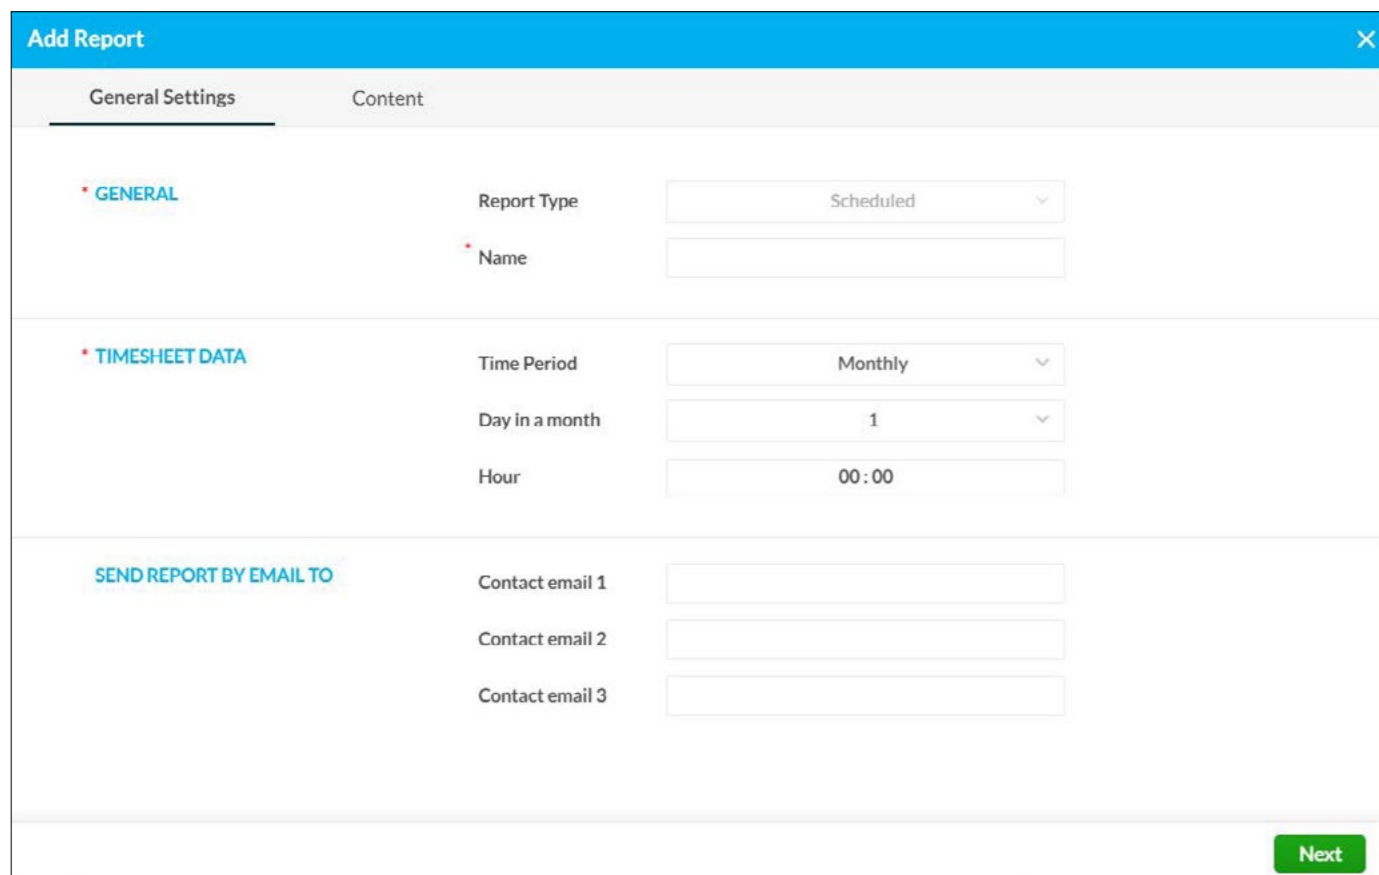 Add Report
General Settings Content
* GENERAL
Report Type Scheduled
* Name
* TIMESHEET DATA
Time Period Monthly
Day in a month 1
Hour 00 : 00
SEND REPORT BY EMAIL TO
Contact email 1
Contact email 2
Contact email 3
Next